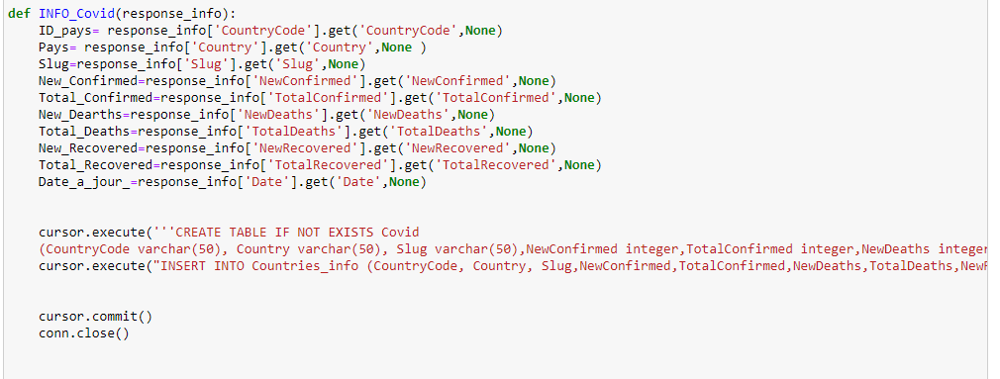 def INFO_Covid(response_info):
    ID_pays= response_info['CountryCode'].get('CountryCode',None)
    Pays= response_info['Country'].get('Country',None )
    Slug=response_info['Slug'].get('Slug',None)
    New_Confirmed=response_info['NewConfirmed'].get('NewConfirmed',None)
    Total_Confirmed=response_info['TotalConfirmed'].get('TotalConfirmed',None)
    New_Dearths=response_info['NewDeaths'].get('NewDeaths',None)
    Total_Deaths=response_info['TotalDeaths'].get('TotalDeaths',None)
    New_Recovered=response_info['NewRecovered'].get('NewRecovered',None)
    Total_Recovered=response_info['TotalRecovered'].get('TotalRecovered',None)
    Date_a_jour_=response_info['Date'].get('Date',None)
    cursor.execute('''CREATE TABLE IF NOT EXISTS Covid
    (CountryCode varchar(50), Country varchar(50), Slug varchar(50),NewConfirmed integer,TotalConfirmed integer,NewDeaths integer
    cursor.execute("INSERT INTO Countries_info (CountryCode, Country, Slug,NewConfirmed,TotalConfirmed,NewDeaths,TotalDeaths,New
    cursor.commit()
    conn.close()